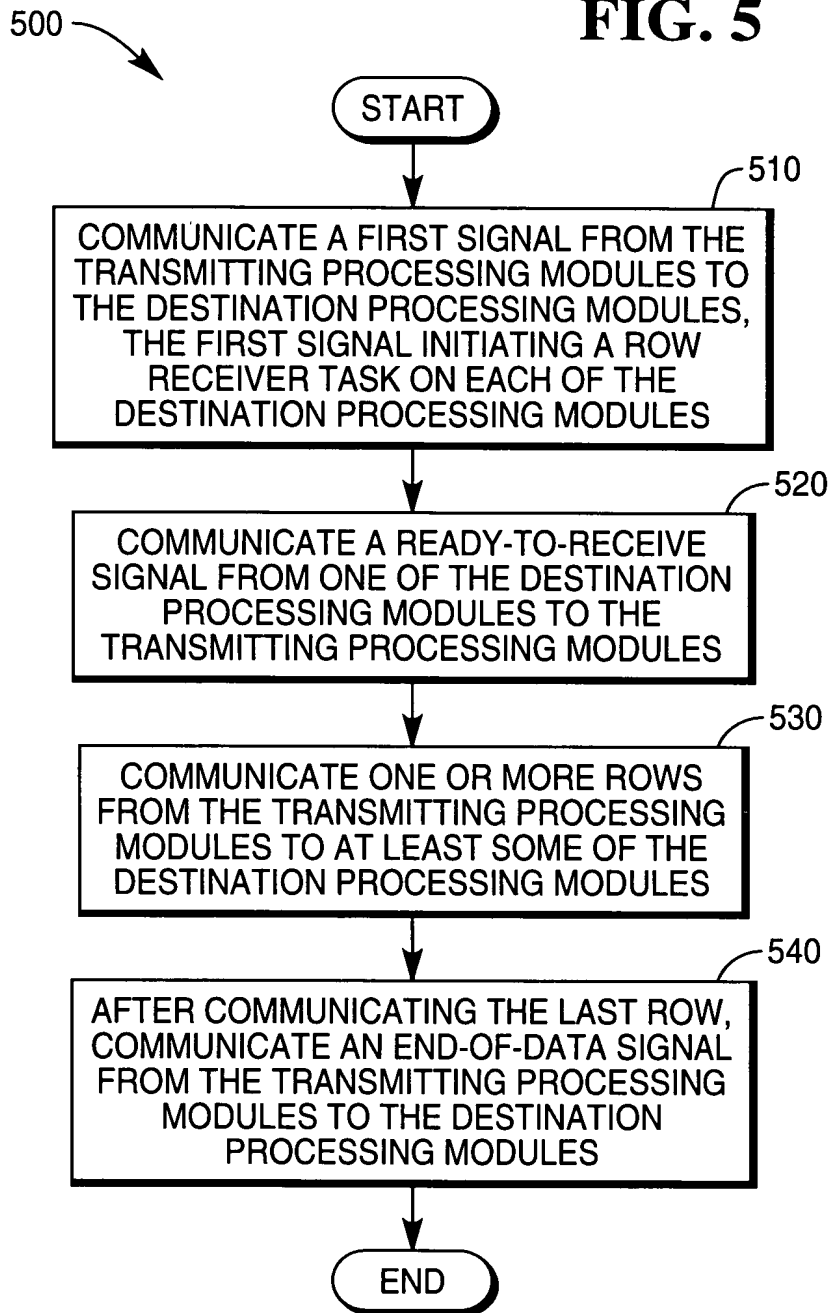 FIG. 5
500
START
510
COMMUNICATE A FIRST SIGNAL FROM THE
TRANSMITTING PROCESSING MODULES TO
THE DESTINATION PROCESSING MODULES,
THE FIRST SIGNAL INITIATING A ROW
RECEIVER TASK ON EACH OF THE
DESTINATION PROCESSING MODULES
520
COMMUNICATE A READY-TO-RECEIVE
SIGNAL FROM ONE OF THE DESTINATION
PROCESSING MODULES TO THE
TRANSMITTING PROCESSING MODULES
530
COMMUNICATE ONE OR MORE ROWS
FROM THE TRANSMITTING PROCESSING
MODULES TO AT LEAST SOME OF THE
DESTINATION PROCESSING MODULES
540
AFTER COMMUNICATING THE LAST ROW,
COMMUNICATE AN END-OF-DATA SIGNAL
FROM THE TRANSMITTING PROCESSING
MODULES TO THE DESTINATION
PROCESSING MODULES
END